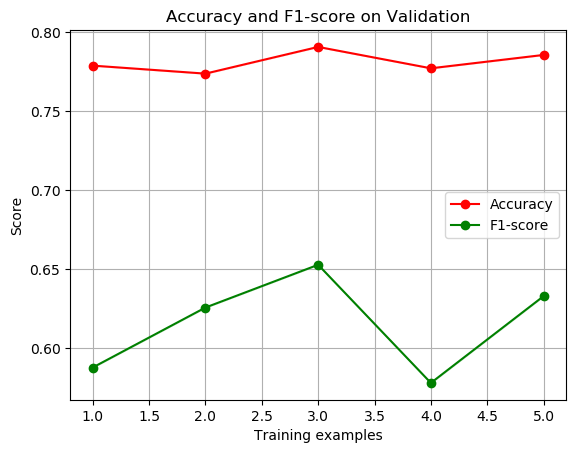 Accuracy and F1-score on Validation
0.80
0.75
0.70
0.65
0.60
Score
Accuracy
F1-score
1.0 1.5 2.0 2.5 3.0 3.5 4.0 4.5 5.0
Training examples